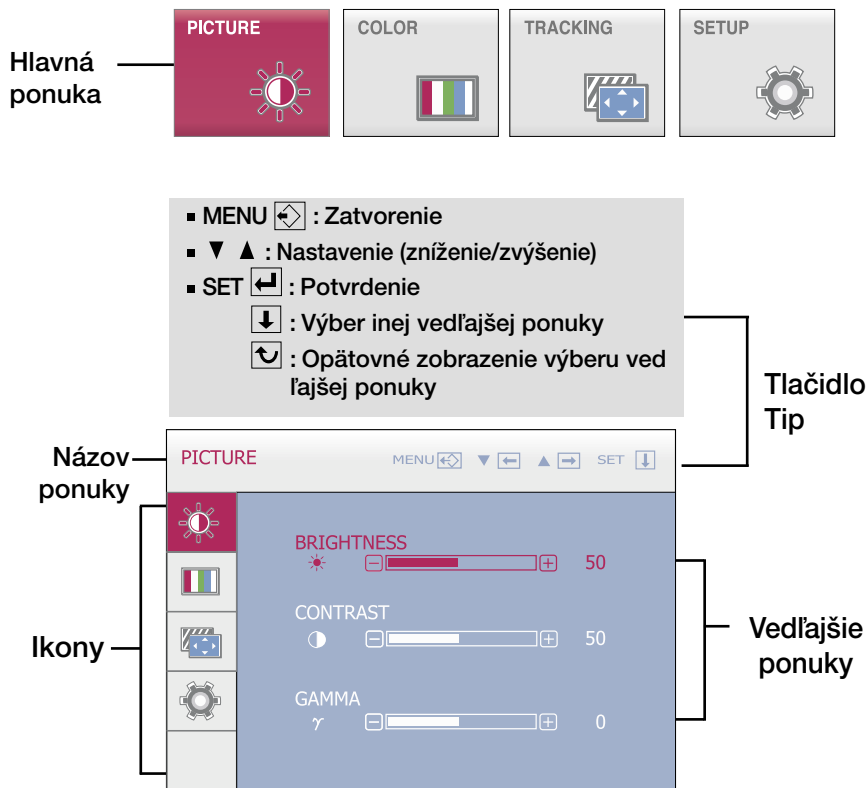 PICTURE COLOR TRACKING SETUP
Hlavná
ponuka
MENU : Zatvorenie
▼ ▲ : Nastavenie (zníženie/zvýšenie)
SET : Potvrdenie
: Výber inej vedľajšej ponuky
: Opätovné zobrazenie výberu ved
ľajšej ponuky
Tlačidlo
Tip
Názov
ponuky
PICTURE MENU ▼ ▲ SET
BRIGHTNESS
50
CONTRAST
50
GAMMA
γ 0
Ikony
Vedľajšie
ponuky